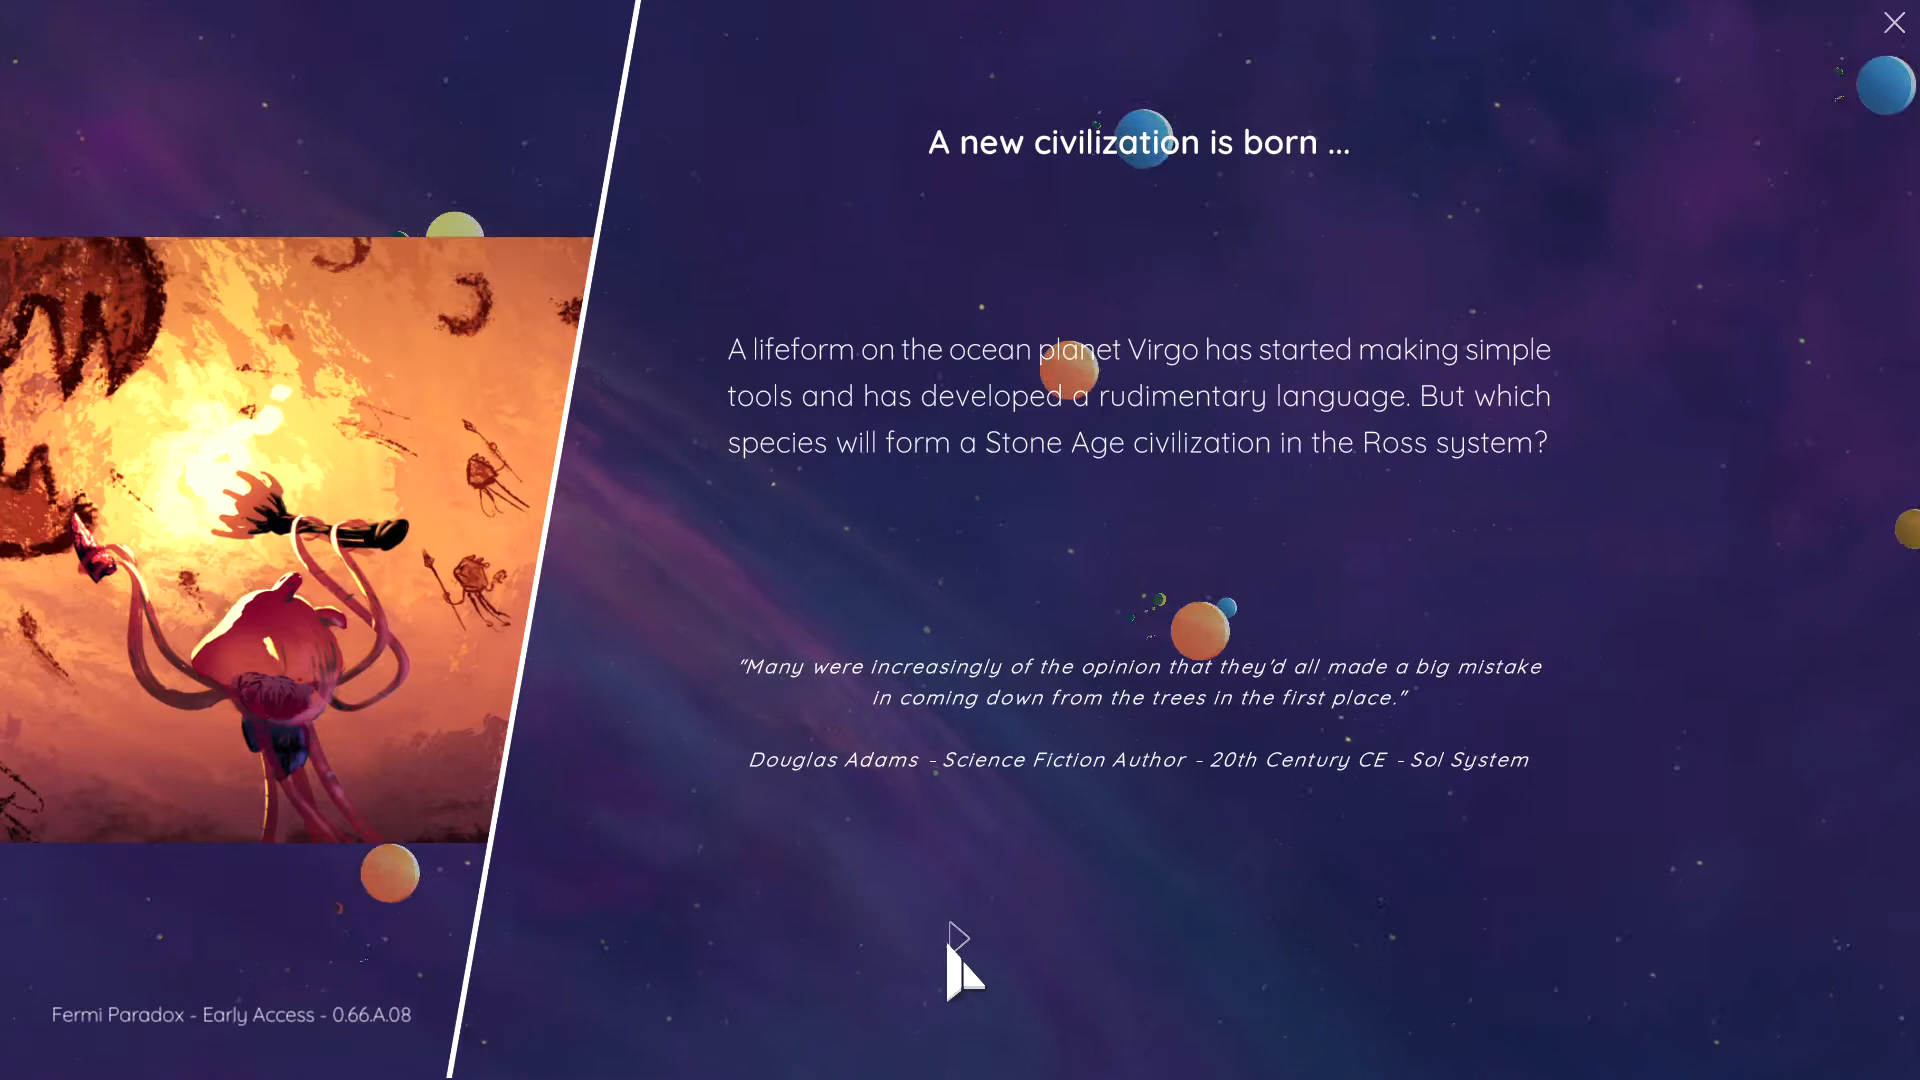 A new civilization is born ...
A lifeform on the ocean planet Virgo has started making simple
tools and has developed a rudimentary language. But which
species will form a Stone Age civilization in the Ross system?
"Many were increasingly of the opinion that they'd all made a big mistake
in coming down from the trees in the first place."
Douglas Adams - Science Fiction Author - 20th Century CE - Sol System
Fermi Paradox - Early Access - 0.66.A.08